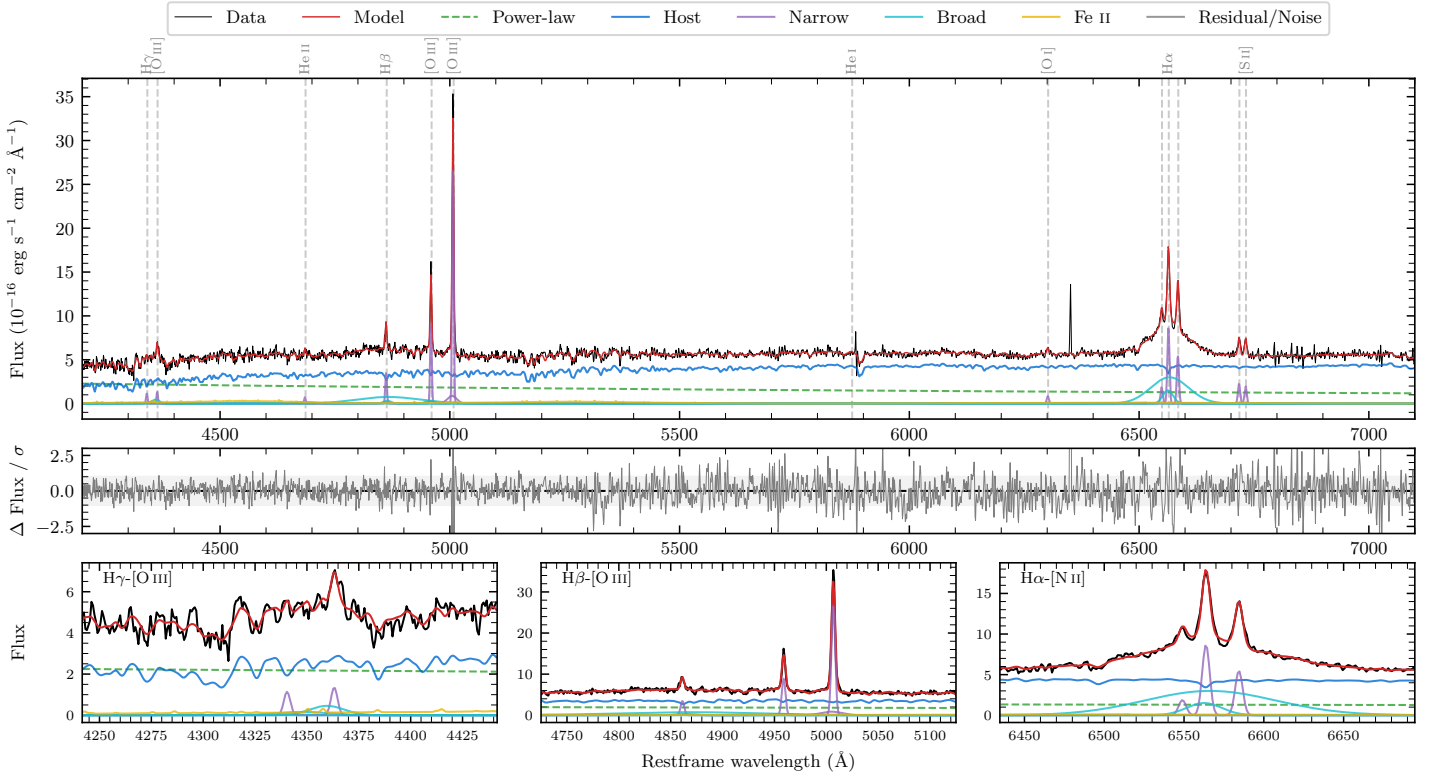 Data Model Power-law Host Narrow Broad Fe II Residual/Noise
Hγ [O III] He II Hβ [O III] [O III] He I [O I] Hα [S II]
Flux (10⁻¹⁶ erg s⁻¹ cm⁻² Å⁻¹)
35
30
25
20
15
10
5
0
4500 5000 5500 6000 6500 7000
Δ Flux / σ
2.5
0.0
−2.5
4500 5000 5500 6000 6500 7000
Flux
Hγ-[O III]
6
4
2
0
4250 4275 4300 4325 4350 4375 4400 4420
Hβ-[O III]
30
20
10
0
4750 4800 4850 4900 4950 5000 5050 5100
Hα-[N II]
15
10
5
0
6450 6500 6550 6600 6650
Restframe wavelength (Å)